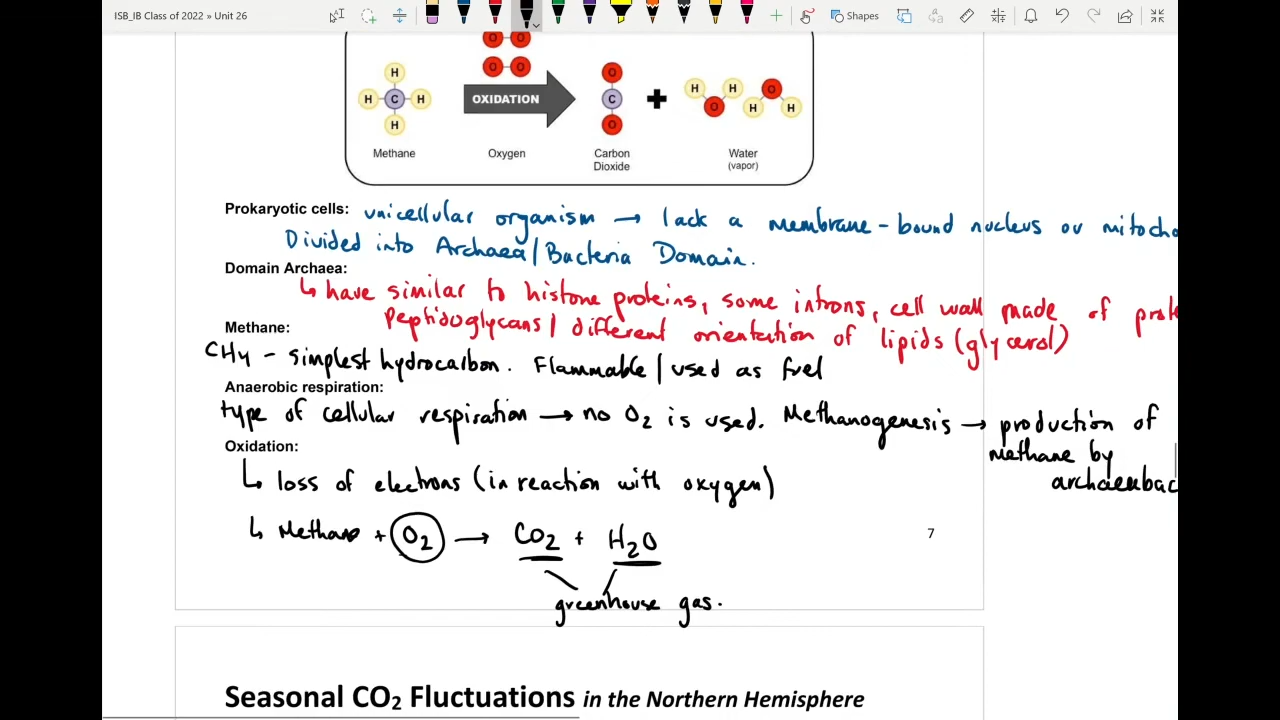 ISB_IB Class of 2022 » Unit 26
Shapes
O O
O O
H O H H O
H C H OXIDATION C + O H H
H O
Methane Oxygen Carbon Dioxide Water (vapor)
Prokaryotic cells: unicellular organism → lack a membrane-bound nucleus or mitocho
Divided into Archaea/Bacteria Domain.
Domain Archaea:
↳ have similar to histone proteins, some introns, cell wall made of prote
Peptidoglycans/different orientation of lipids (glycerol)
Methane:
CH4 - simplest hydrocarbon. Flammable/used as fuel
Anaerobic respiration:
type of cellular respiration → no O2 is used. Methanogenesis → production of
methane by
archaeabac
Oxidation:
↳ loss of electrons (in reaction with oxygen)
↳ Methane + O2 → CO2 + H2O
7
greenhouse gas.
Seasonal CO₂ Fluctuations in the Northern Hemisphere